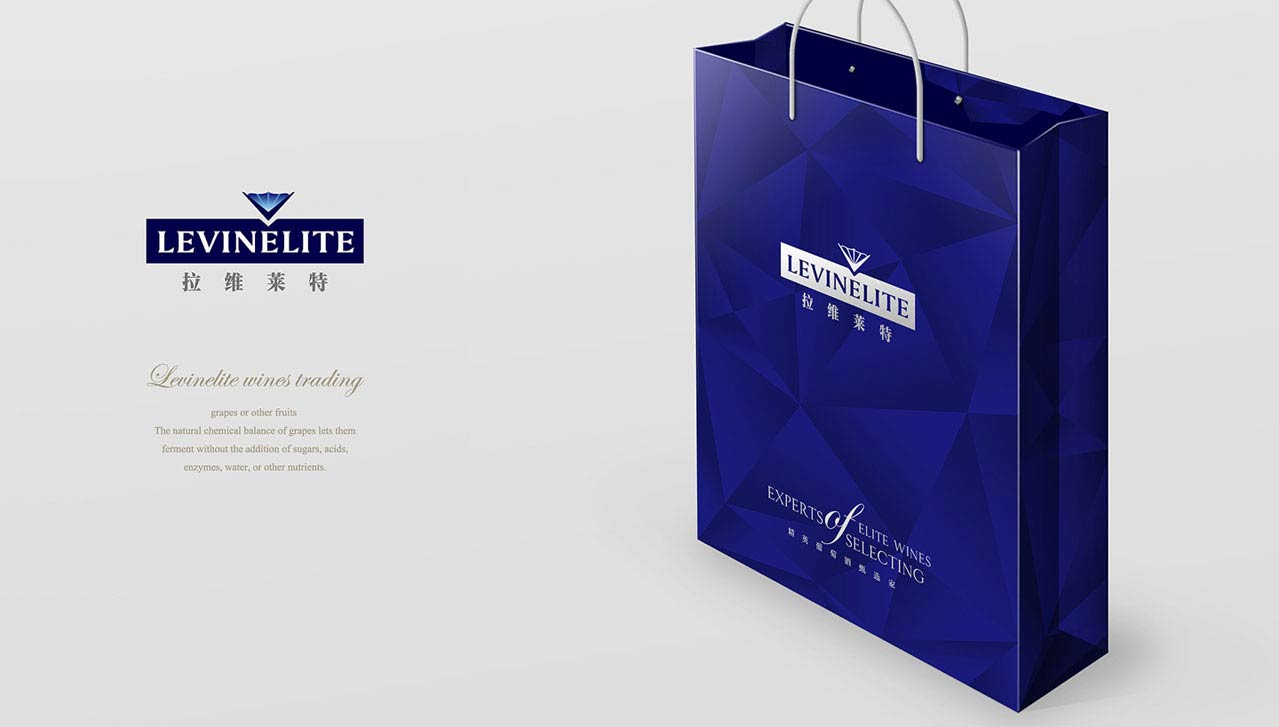 LEVINELITE
拉维莱特
Levinelite wines trading
grapes or other fruits
The natural chemical balance of grapes lets them
ferment without the addition of sugars, acids,
enzymes, water, or other nutrients.
LEVINELITE
拉维莱特
EXPERTS of ELITE WINES
SELECTING
精英葡萄酒甄选家